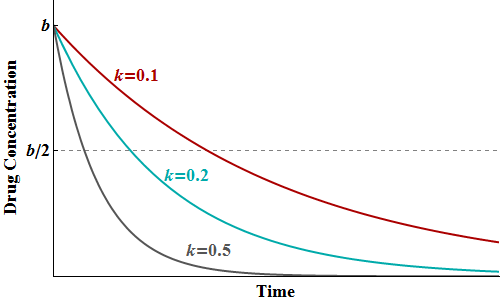 b
k=0.1
b/2
k=0.2
k=0.5
Drug Concentration
Time